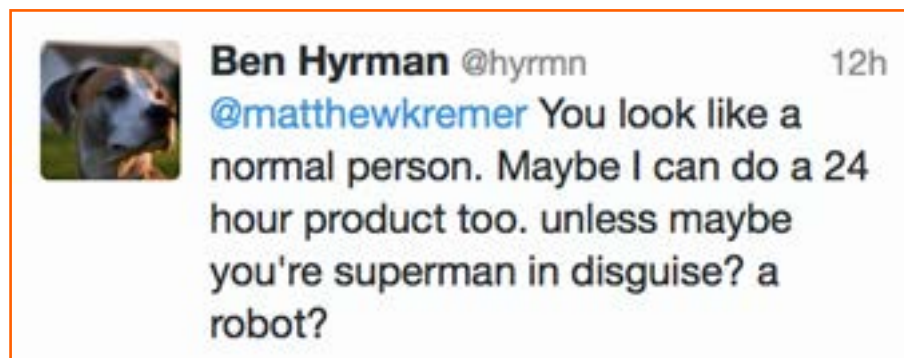 Ben Hyrman @hyrmn 12h
@matthewkremer You look like a
normal person. Maybe I can do a 24
hour product too. unless maybe
you're superman in disguise? a
robot?